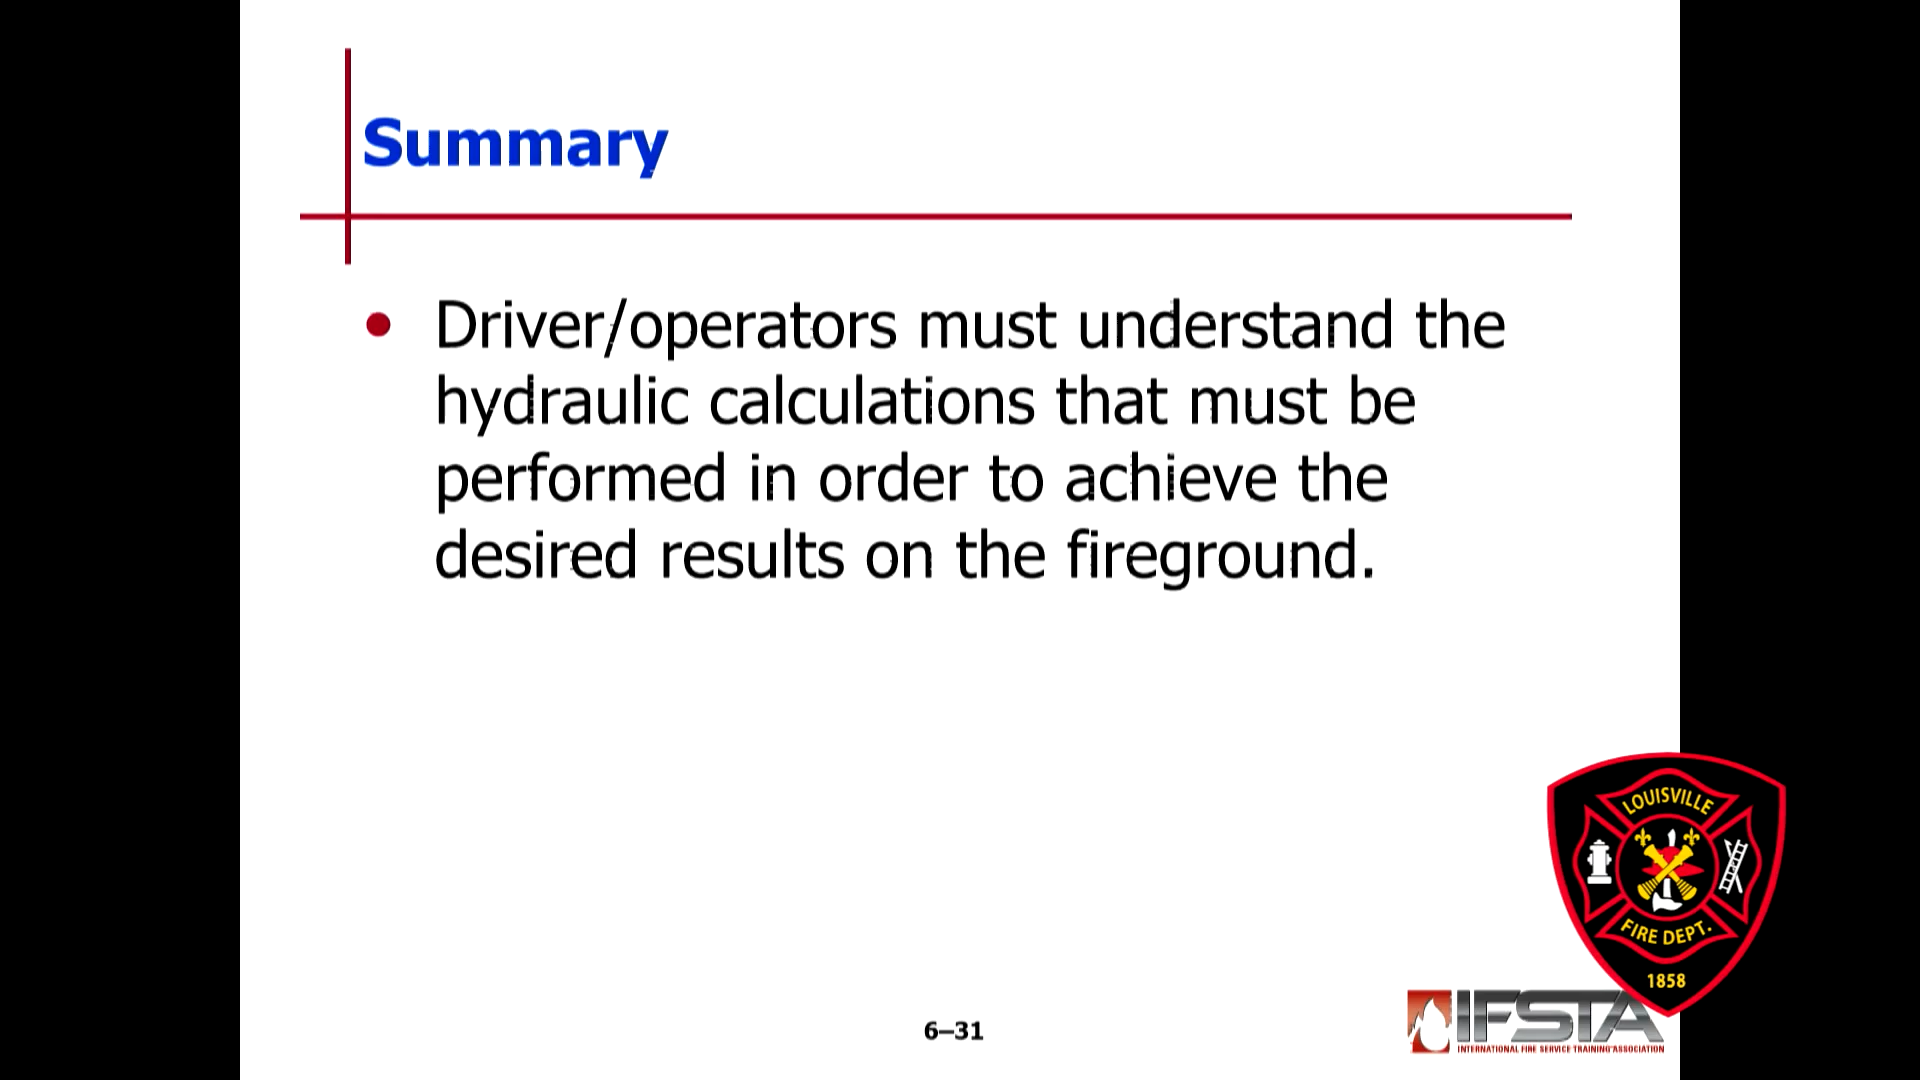 Summary
• Driver/operators must understand the
hydraulic calculations that must be
performed in order to achieve the
desired results on the fireground.
LOUISVILLE
FIRE DEPT.
1858
6–31
IFSTA
INTERNATIONAL FIRE SERVICE TRAINING ASSOCIATION